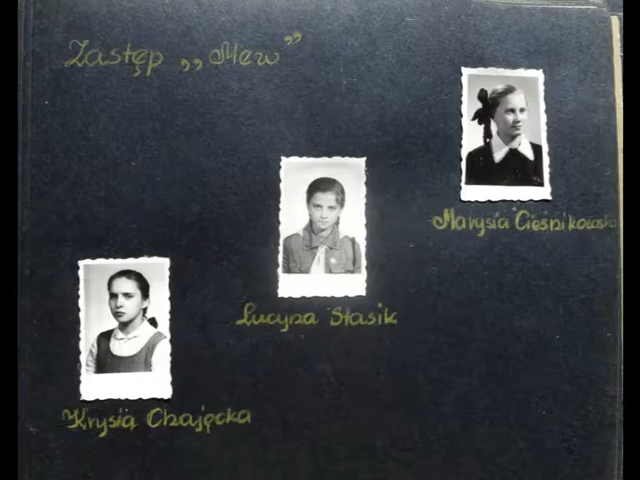 Zastęp „Mew”
Marysia Cieśnikowska
Lucyna Stasik
Krysia Chajęcka